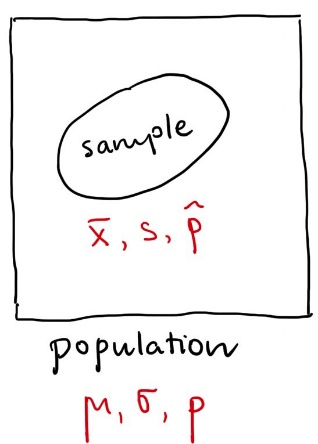 sample
x̄, s, p̂
population
μ, σ, p